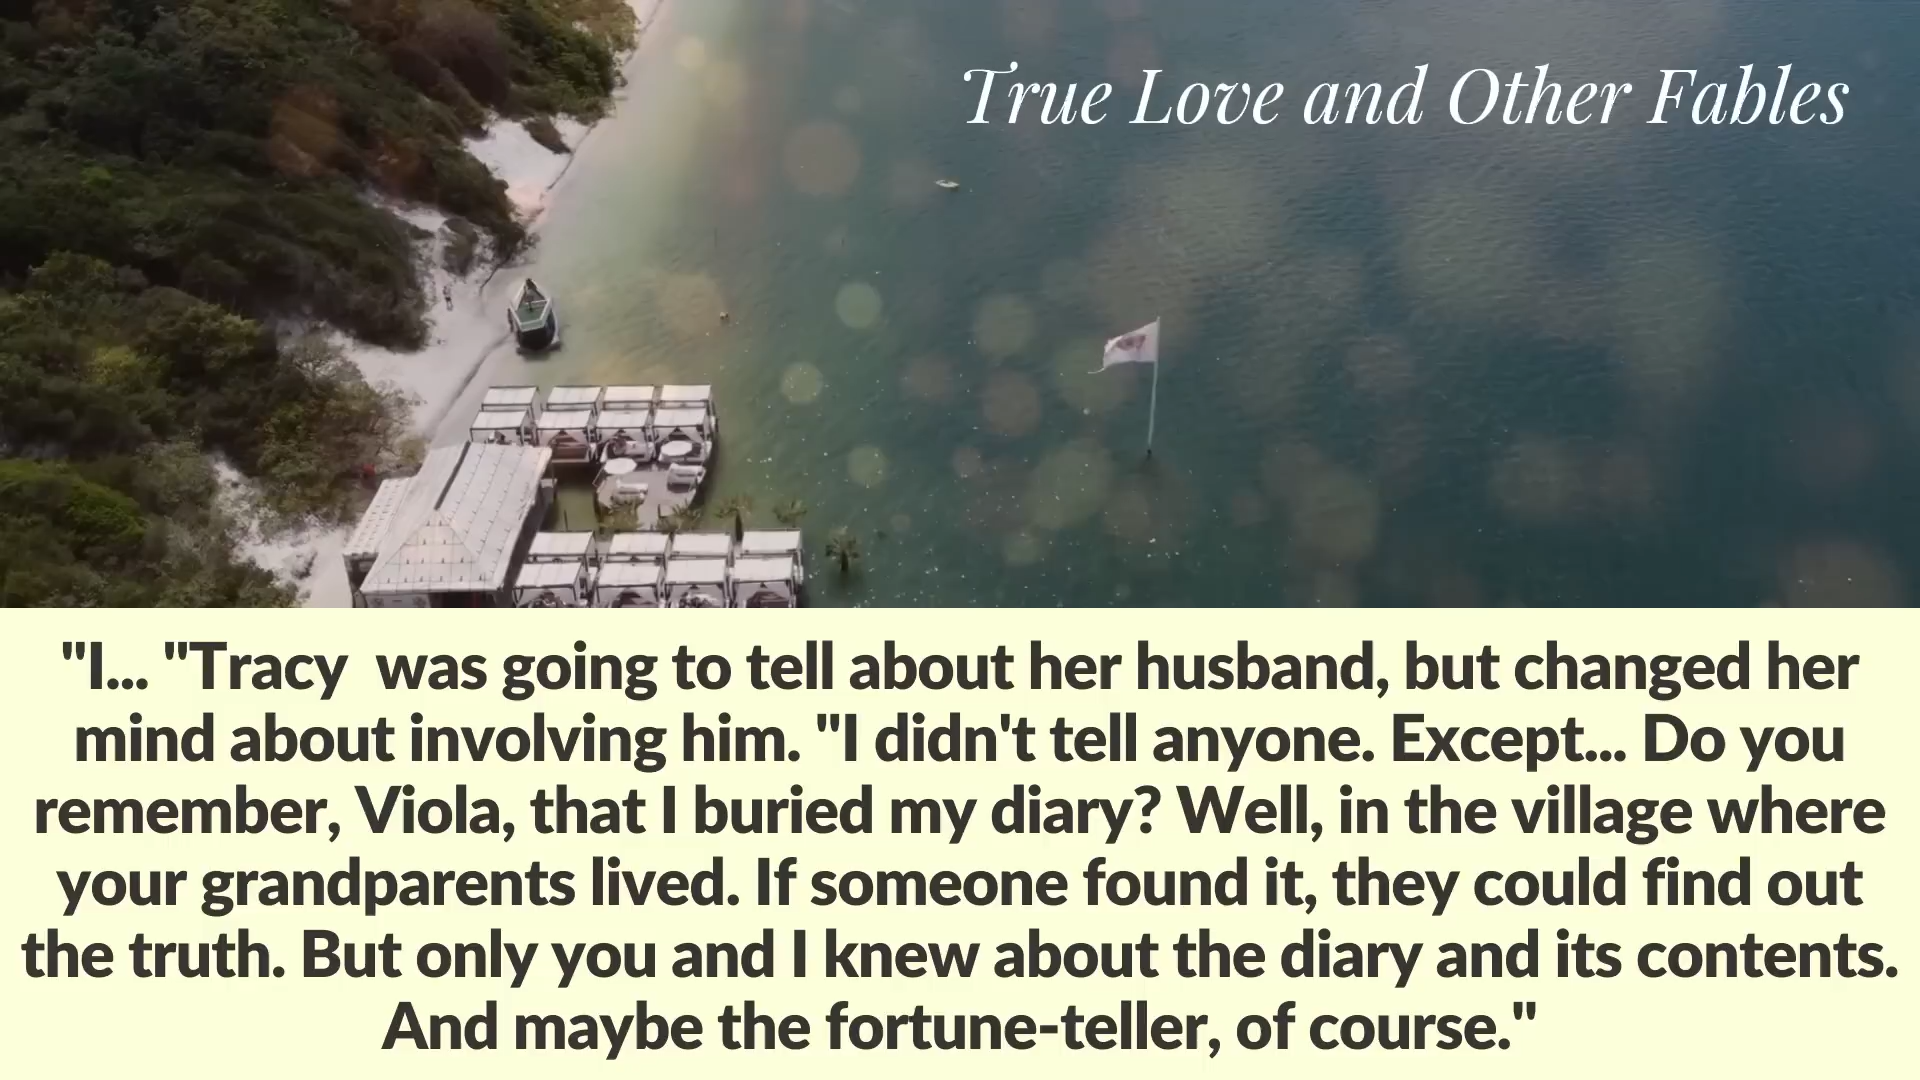 True Love and Other Fables
"I... "Tracy  was going to tell about her husband, but changed her
mind about involving him. "I didn't tell anyone. Except... Do you
remember, Viola, that I buried my diary? Well, in the village where
your grandparents lived. If someone found it, they could find out
the truth. But only you and I knew about the diary and its contents.
And maybe the fortune-teller, of course."